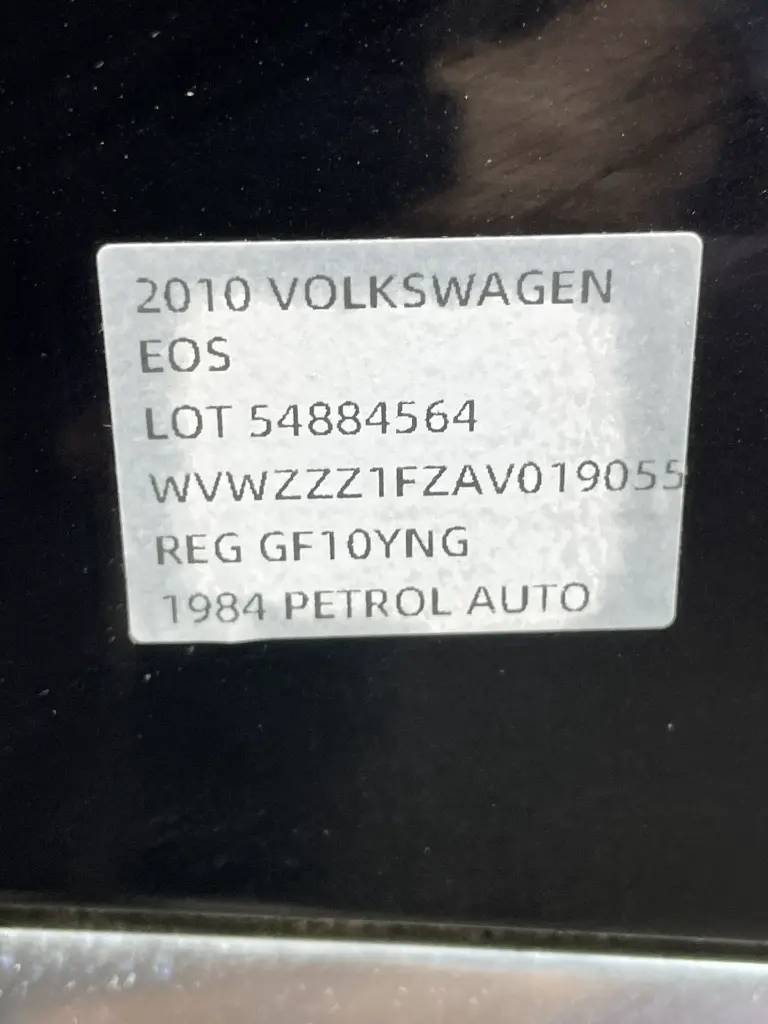 2010 VOLKSWAGEN
EOS
LOT 54884564
WVWZZZ1FZAV019055
REG GF10YNG
1984 PETROL AUTO